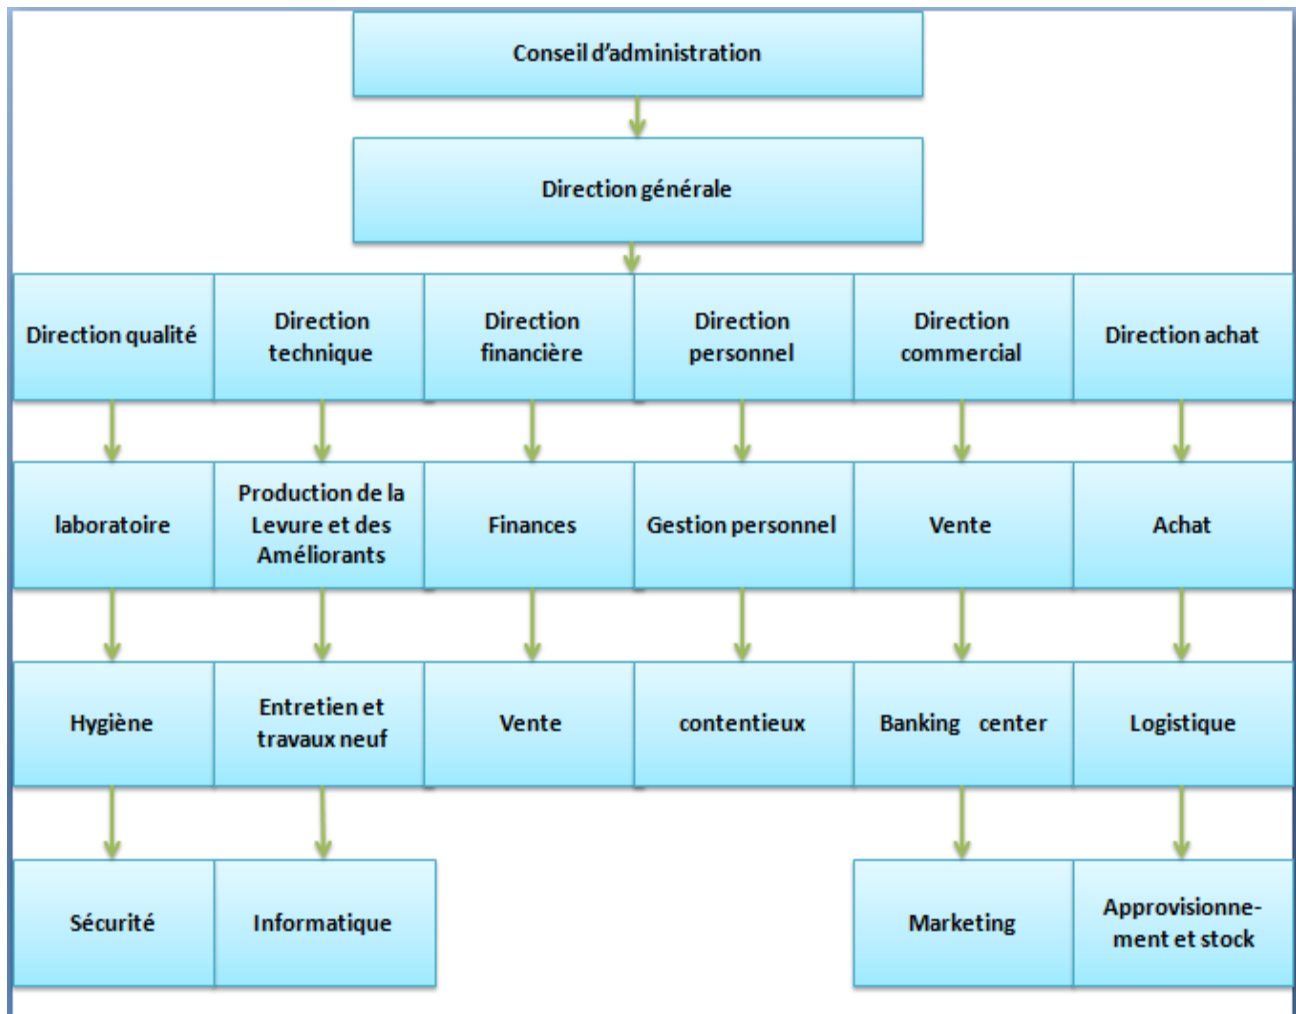 Conseil d’administration
Direction générale
Direction qualité
Direction
technique
Direction
financière
Direction
personnel
Direction
commercial
Direction achat
laboratoire
Production de la
Levure et des
Améliorants
Finances
Gestion personnel
Vente
Achat
Hygiène
Entretien et
travaux neuf
Vente
contentieux
Banking center
Logistique
Sécurité
Informatique
Marketing
Approvisionne-
ment et stock